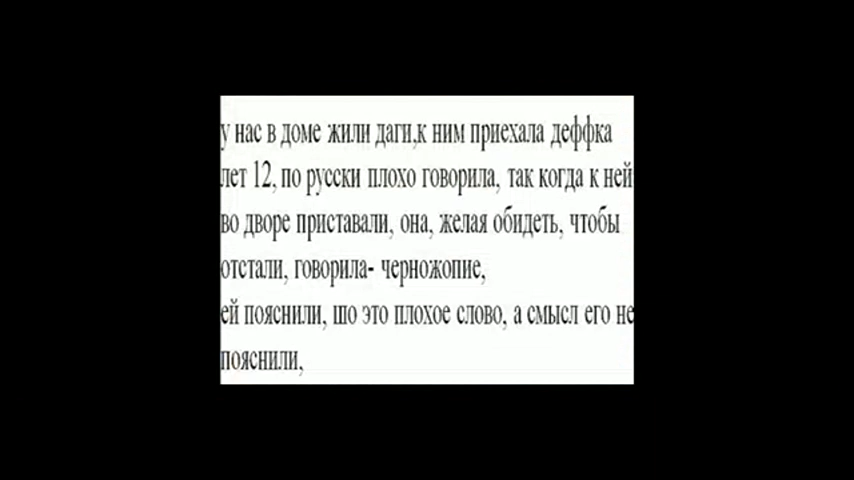 у нас в доме жили даги,к ним приехала деффка
лет 12, по русски плохо говорила, так когда к ней
во дворе приставали, она, желая обидеть, чтобы
отстали, говорила- черножопие,
ей пояснили, шо это плохое слово, а смысл его не
пояснили,